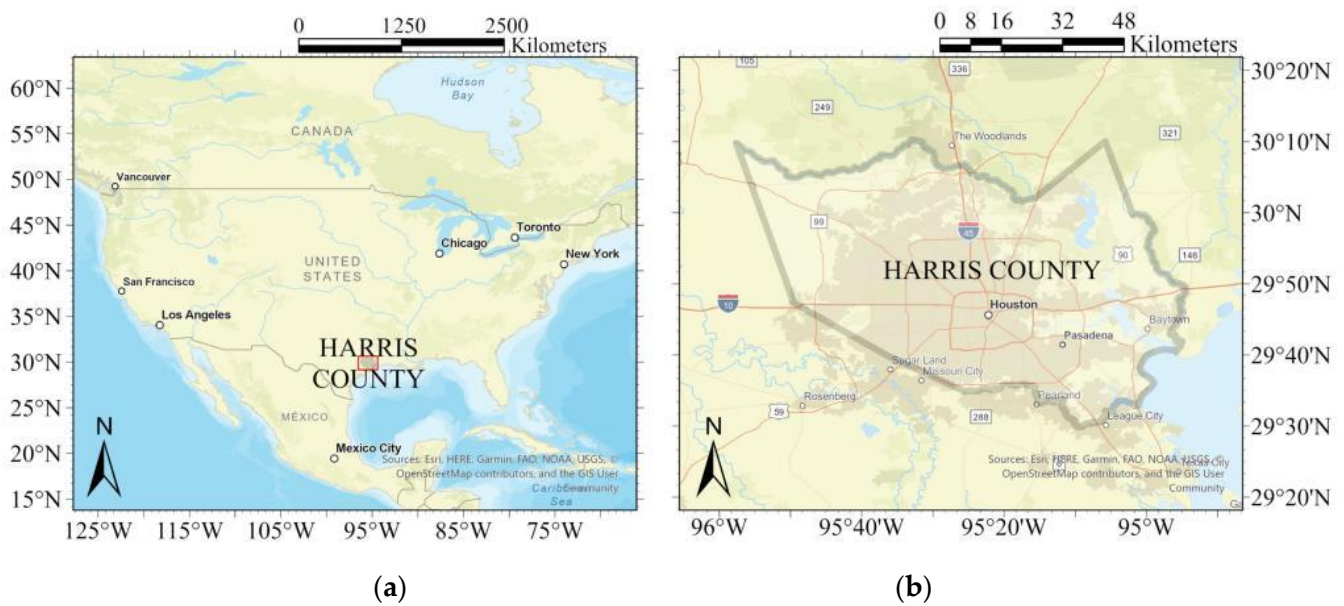 0 1250 2500
Kilometers
60°N
55°N
50°N
45°N
40°N
35°N
30°N
25°N
20°N
15°N
Hudson
Bay
CANADA
Vancouver
Toronto
Chicago
New York
UNITED
STATES
San Francisco
Los Angeles
HARRIS
COUNTY
MÉXICO
N
Mexico City
Sources: Esri, HERE, Garmin, FAO, NOAA, USGS, ©
OpenStreetMap contributors, and the GIS User
Community
Caribbean
Sea
125°W 115°W 105°W 95°W 85°W 75°W
(a)
0 8 16 32 48
Kilometers
105
336
30°20'N
249
321
The Woodlands
30°10'N
99
45
30°N
90
146
HARRIS COUNTY
29°50'N
10
Houston
Baytown
Pasadena
29°40'N
Sugar Land
Missouri City
Rosenberg
59
288
Pearland
League City
29°30'N
N
Sources: Esri, HERE, Garmin, FAO, NOAA, USGS, ©
6
Texas City
OpenStreetMap contributors, and the GIS User
Community
29°20'N
Ga
96°W 95°40'W 95°20'W 95°W
(b)